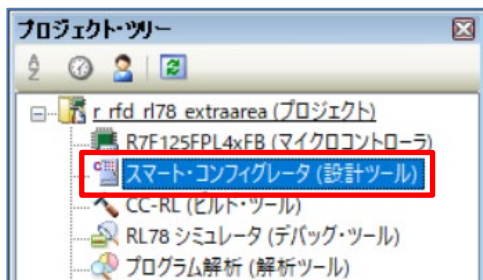 プロジェクト・ツリー
r_rfd_rl78_extraarea (プロジェクト)
R7F125FPL4xFB (マイクロコントローラ)
スマート・コンフィグレータ (設計ツール)
CC-RL (ビルド・ツール)
RL78 シミュレータ (デバッグ・ツール)
プログラム解析 (解析ツール)